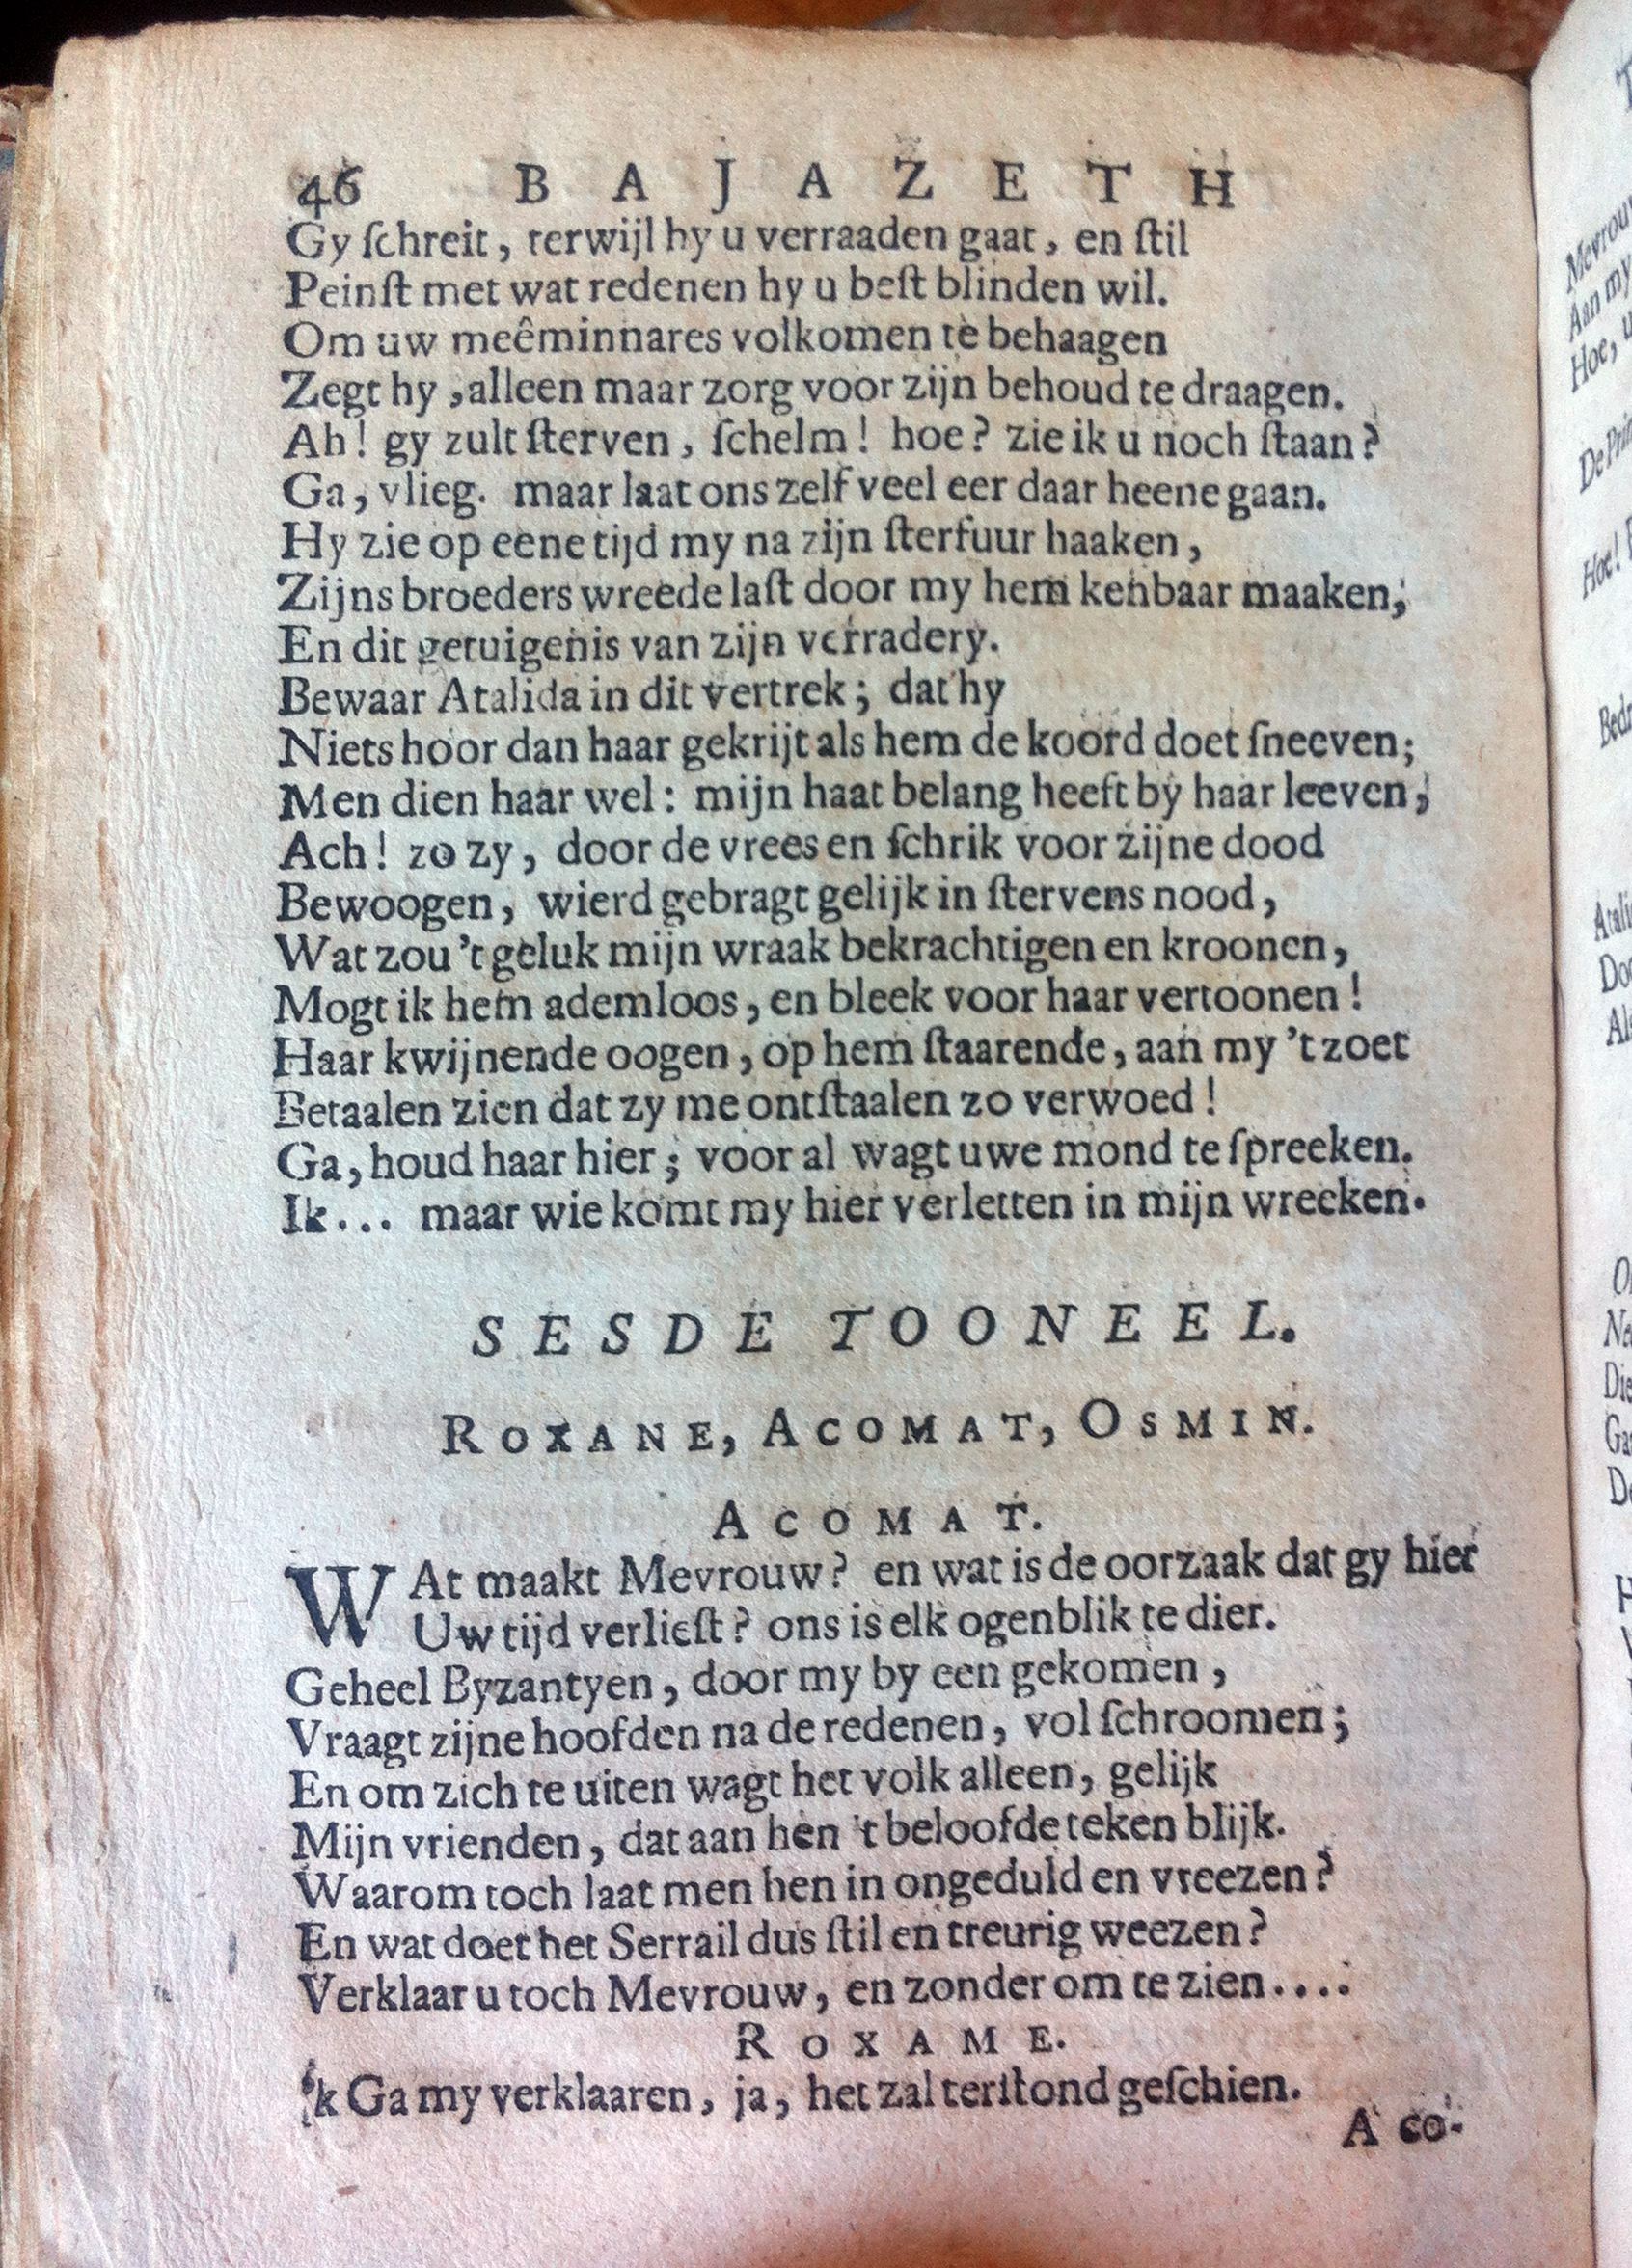 46 BAJAZETH
Gy ſchreit, terwijl hy u verraaden gaat, en ſtil
Peinſt met wat redenen hy u beſt blinden wil.
Om uw meêminnares volkomen te behaagen
Zegt hy ,alleen maar zorg voor zijn behoud te draagen.
Ah! gy zult ſterven, ſchelm! hoe? zie ik u noch ſtaan?
Ga, vlieg. maar laat ons zelf veel eer daar heene gaan.
Hy zie op eene tijd my na zijn ſterfuur haaken,
Zijns broeders wreede laſt door my hem kenbaar maaken;
En dit getuigenis van zijn verradery.
Bewaar Atalida in dit vertrek; dat hy
Niets hoor dan haar gekrijt als hem de koord doet ſneeven;
Men dien haar wel: mijn haat belang heeft by haar leeven;
Ach! zo zy, door de vrees en ſchrik voor zijne dood
Bewoogen, wierd gebragt gelijk in ſtervens nood,
Wat zou 't geluk mijn wraak bekrachtigen en kroonen,
Mogt ik hem ademloos, en bleek voor haar vertoonen!
Haar kwijnende oogen, op hem ſtaarende, aan my 't zoet
Betaalen zien dat zy me ontſtaalen zo verwoed!
Ga, houd haar hier; voor al wagt uwe mond te ſpreeken.
Ik... maar wie komt my hier verletten in mijn wreeken.
SESDE TOONEEL.
ROXANE, ACOMAT, OSMIN.
ACOMAT.
WAt maakt Mevrouw? en wat is de oorzaak dat gy hier
Uw tijd verlieſt? ons is elk ogenblik te dier.
Geheel Byzantyen, door my by een gekomen,
Vraagt zijne hoofden na de redenen, vol ſchroomen;
En om zich te uiten wagt het volk alleen, gelijk
Mijn vrienden, dat aan hen 't beloofde teken blijk.
Waarom toch laat men hen in ongeduld en vreezen?
En wat doet het Serrail dus ſtil en treurig weezen?
Verklaar u toch Mevrouw, en zonder om te zien....
ROXAME.
'k Ga my verklaaren, ja, het zal terſtond geſchien.
A co-